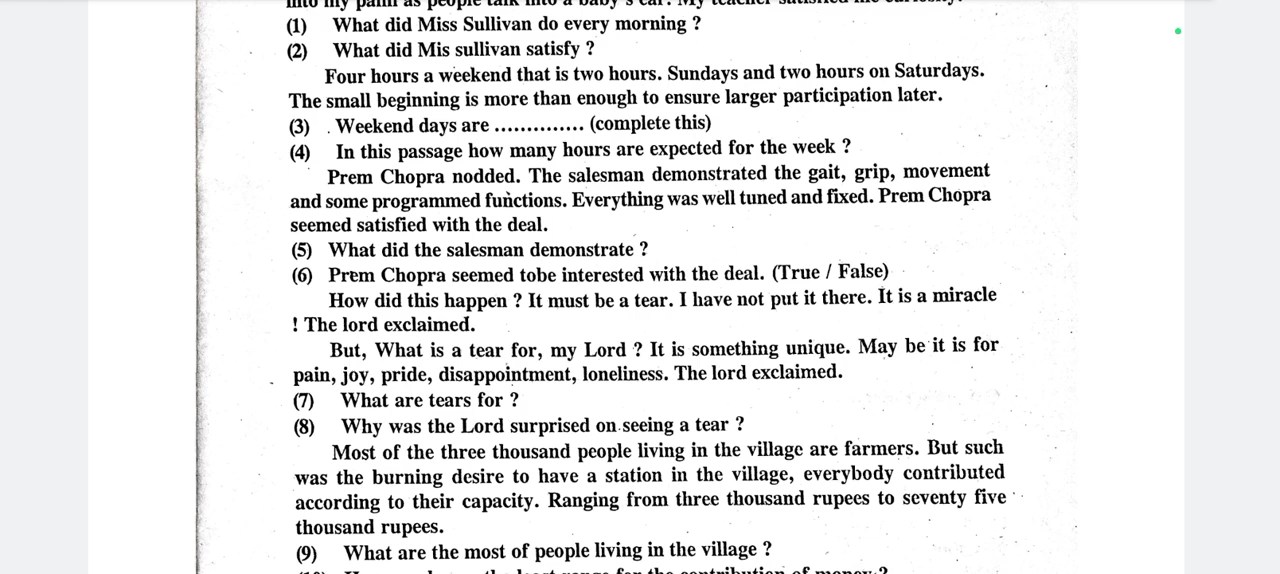 into my palm as people talk into a baby's ear. My teacher satisfied me curiosity.
(1) What did Miss Sullivan do every morning ?
(2) What did Mis sullivan satisfy ?
Four hours a weekend that is two hours. Sundays and two hours on Saturdays.
The small beginning is more than enough to ensure larger participation later.
(3) . Weekend days are .............. (complete this)
(4) In this passage how many hours are expected for the week ?
Prem Chopra nodded. The salesman demonstrated the gait, grip, movement
and some programmed functions. Everything was well tuned and fixed. Prem Chopra
seemed satisfied with the deal.
(5) What did the salesman demonstrate ?
(6) Prem Chopra seemed tobe interested with the deal. (True / False)
How did this happen ? It must be a tear. I have not put it there. It is a miracle
! The lord exclaimed.
But, What is a tear for, my Lord ? It is something unique. May be it is for
pain, joy, pride, disappointment, loneliness. The lord exclaimed.
(7) What are tears for ?
(8) Why was the Lord surprised on seeing a tear ?
Most of the three thousand people living in the village are farmers. But such
was the burning desire to have a station in the village, everybody contributed
according to their capacity. Ranging from three thousand rupees to seventy five
thousand rupees.
(9) What are the most of people living in the village ?
the least range for the contribution of money ?